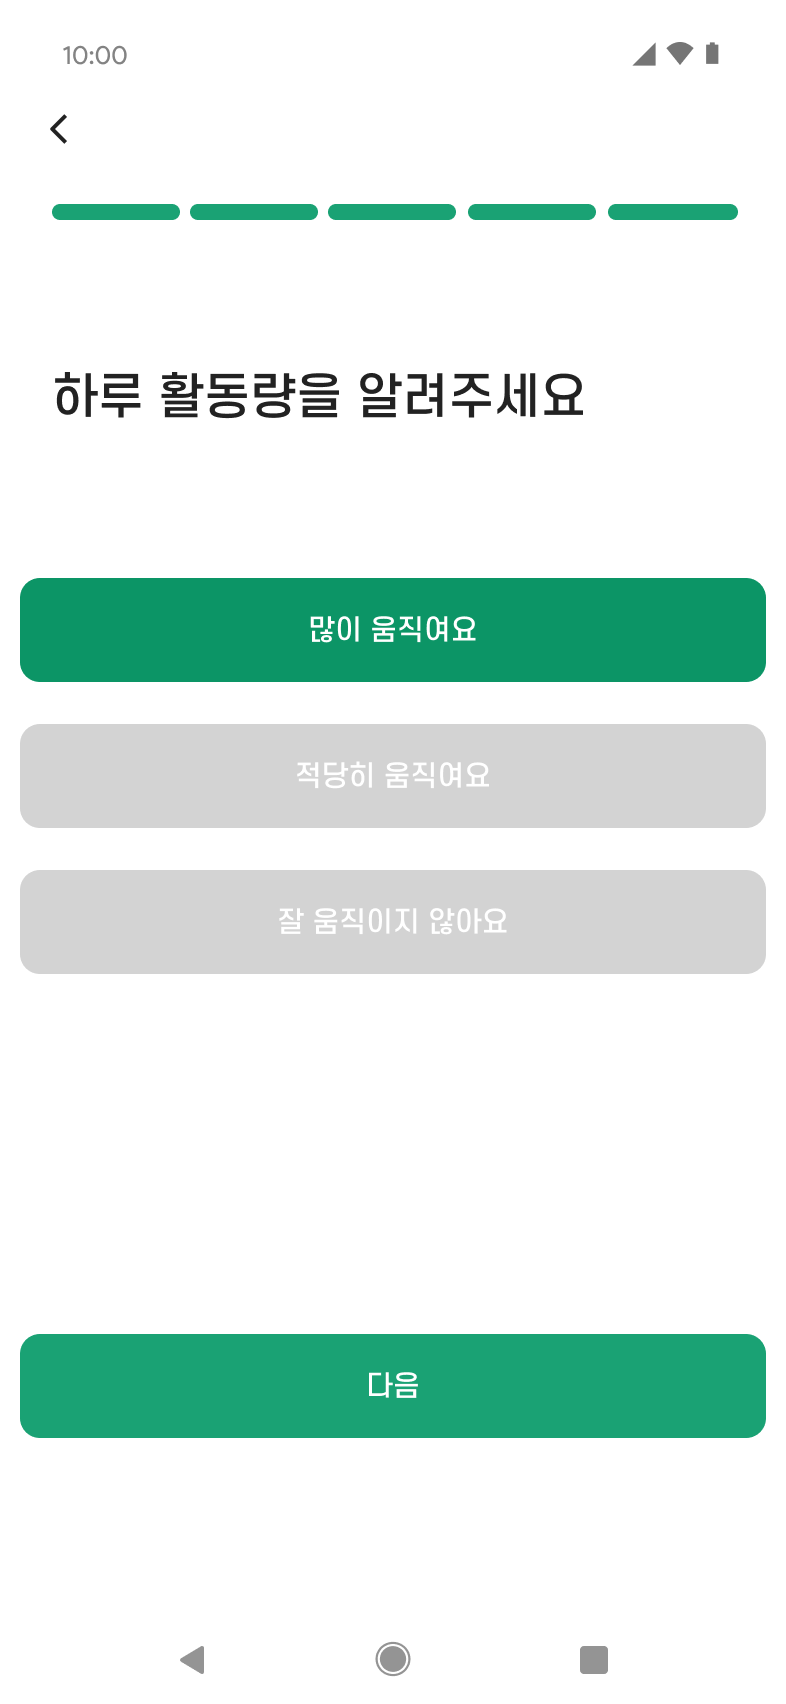 10:00
하루 활동량을 알려주세요
많이 움직여요
적당히 움직여요
잘 움직이지 않아요
다음